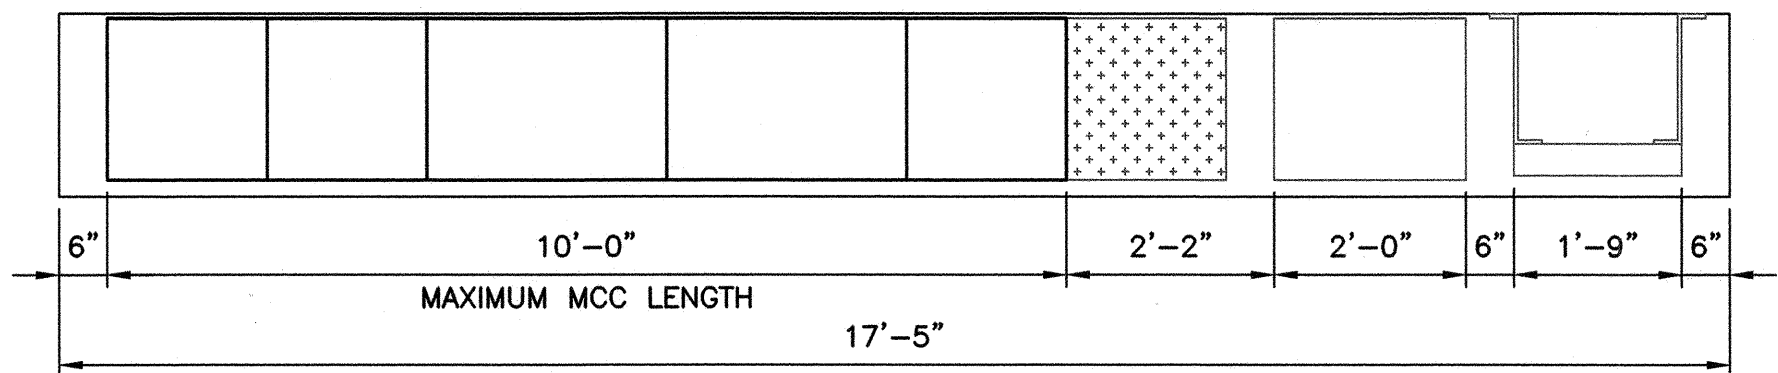 6” 10’–0” 2’–2” 2’–0” 6” 1’–9” 6”
MAXIMUM MCC LENGTH
17’–5”